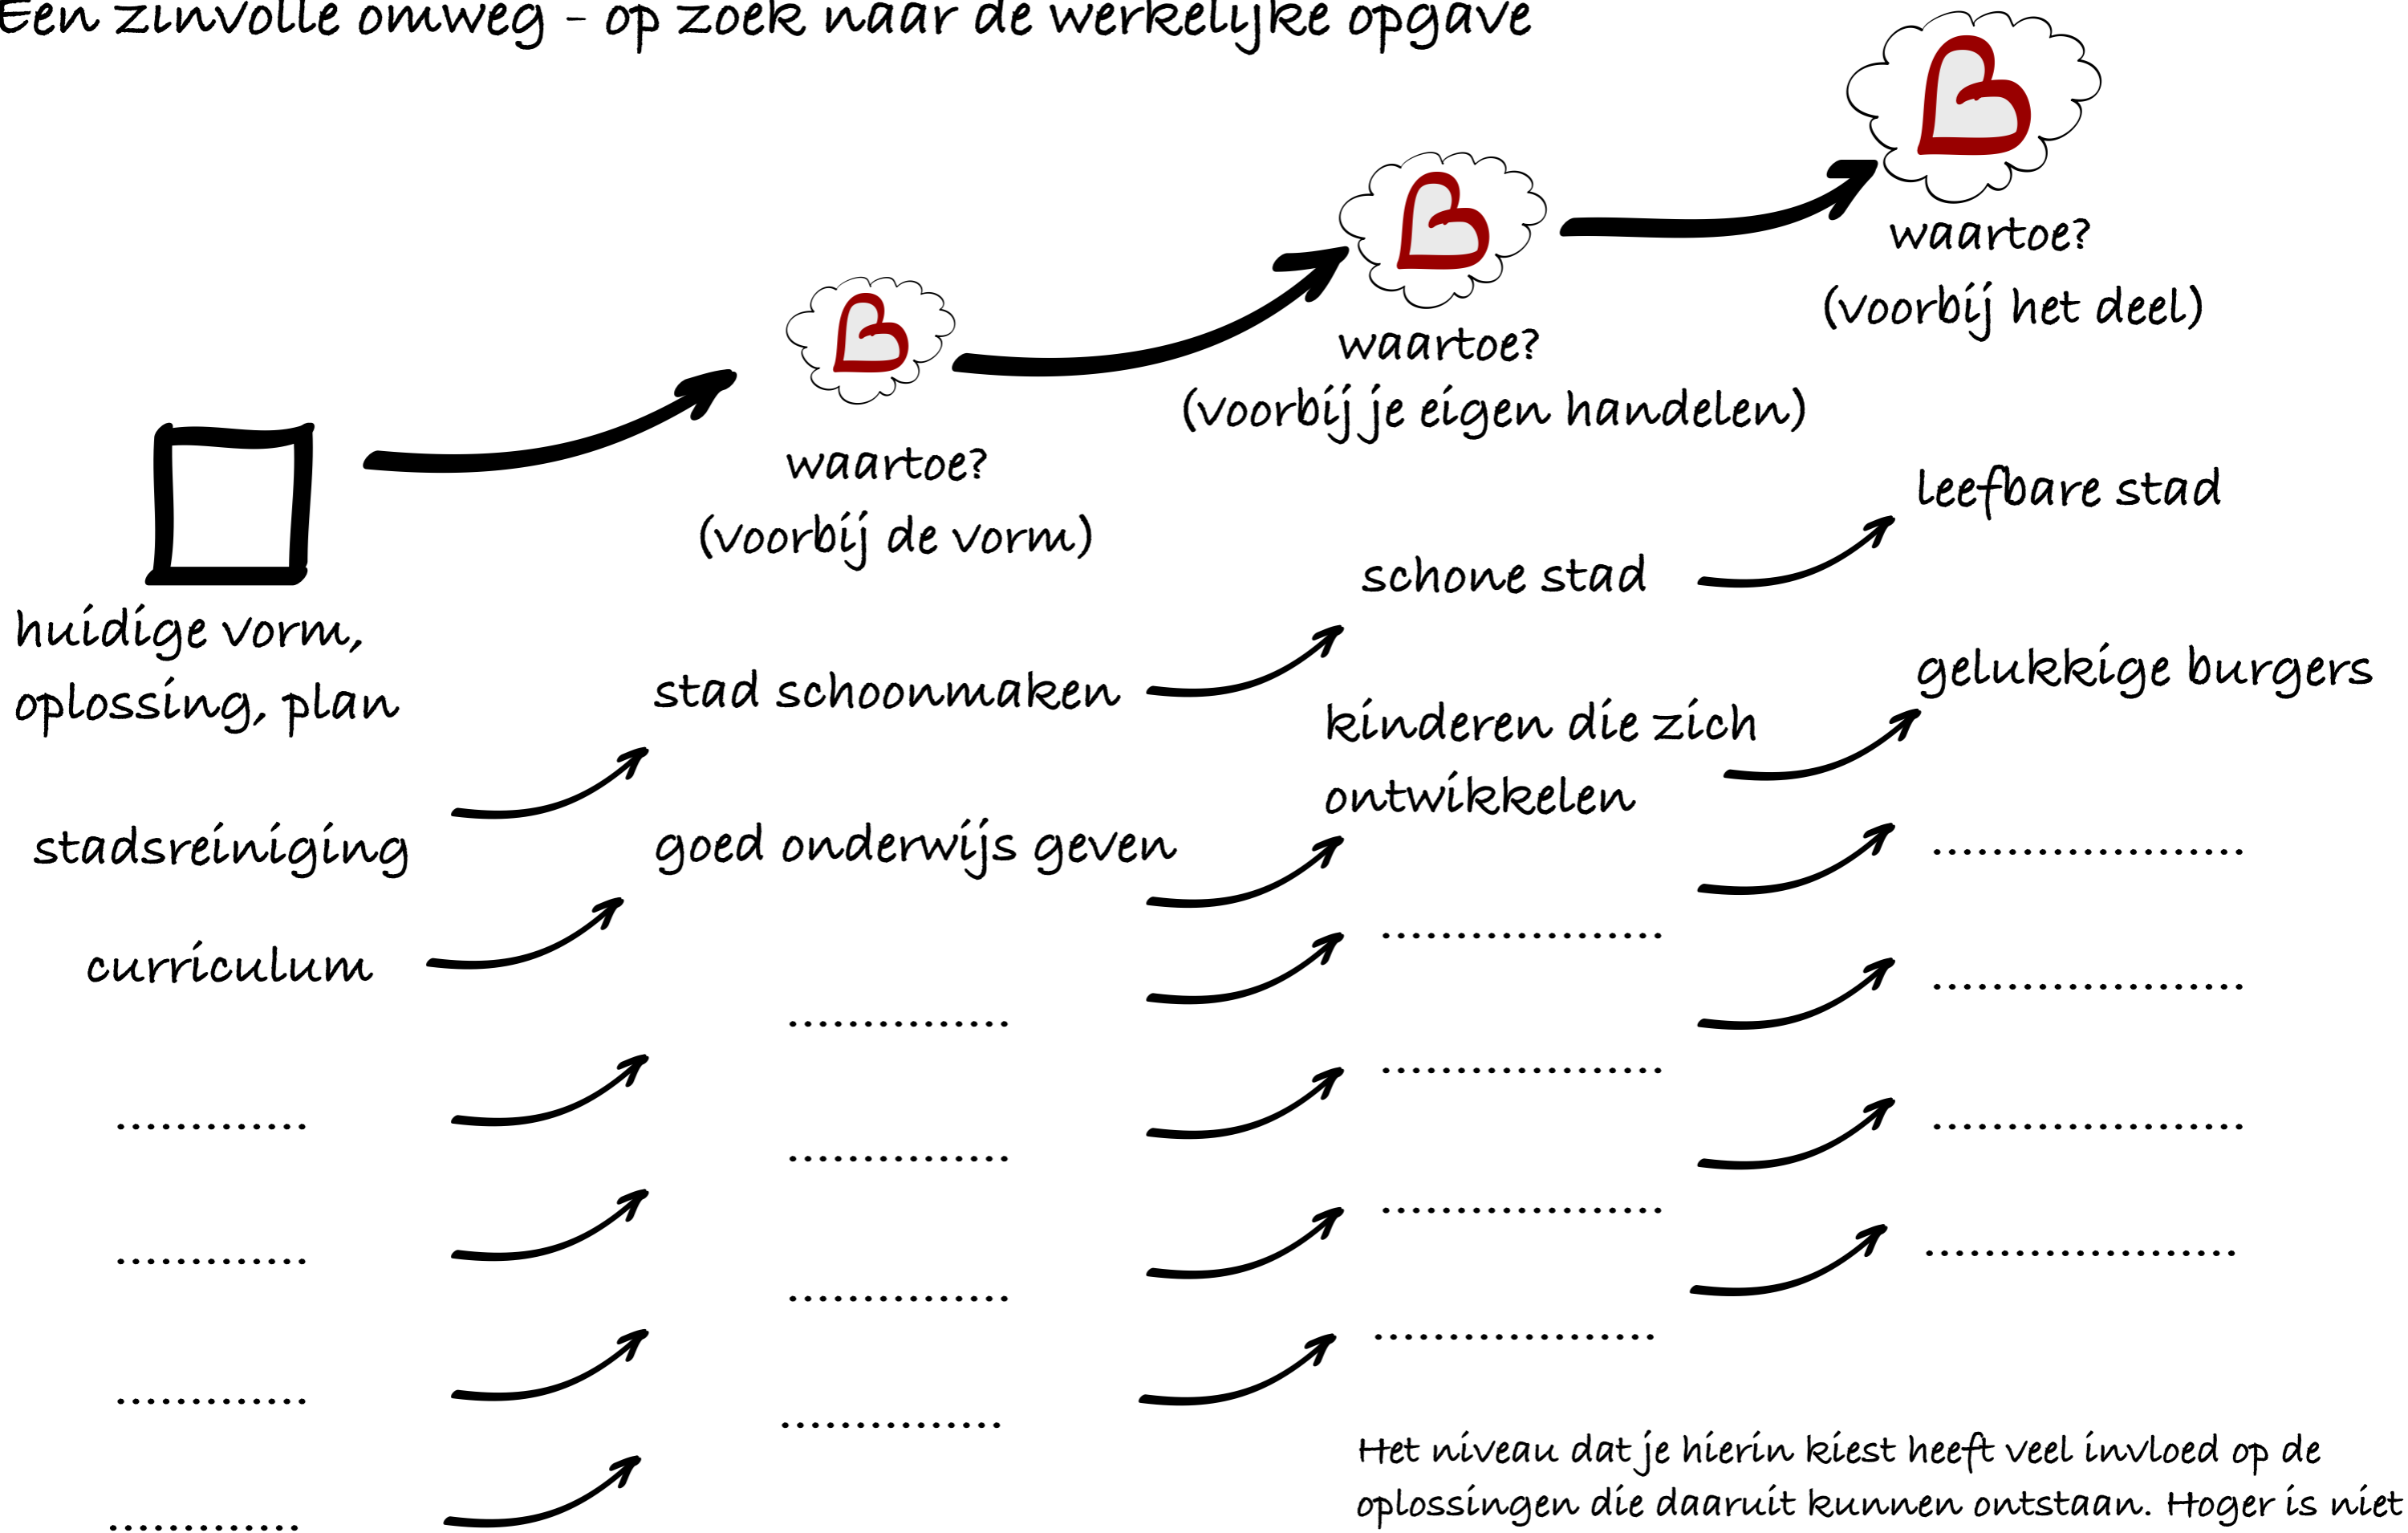 Een zinvolle omweg - op zoek naar de werkelijke opgave
waartoe?
(voorbij het deel)
waartoe?
(voorbij je eigen handelen)
waartoe?
(voorbij de vorm)
huidige vorm,
oplossing, plan
stadsreiniging
stad schoonmaken
schone stad
leefbare stad
curriculum
goed onderwijs geven
kinderen die zich
ontwikkelen
gelukkige burgers
Het niveau dat je hierin kiest heeft veel invloed op de
oplossingen die daaruit kunnen ontstaan. Hoger is niet